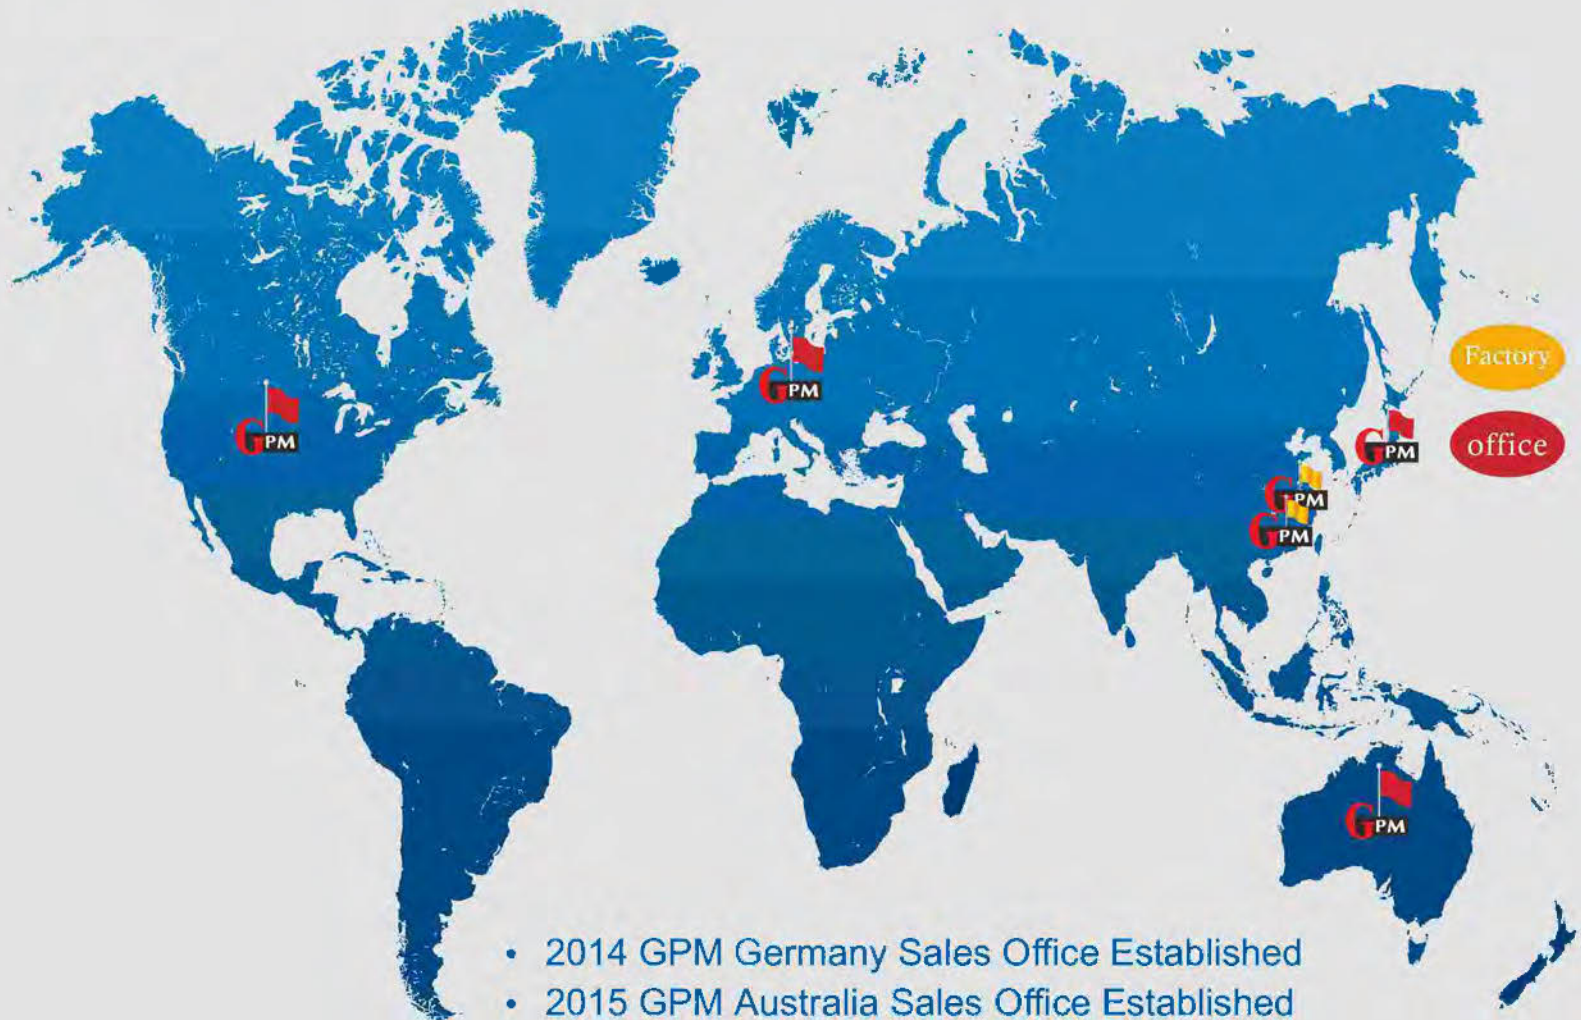 GPM
Factory
GPM
office
GPM
GPM
GPM
GPM
• 2014 GPM Germany Sales Office Established
• 2015 GPM Australia Sales Office Established